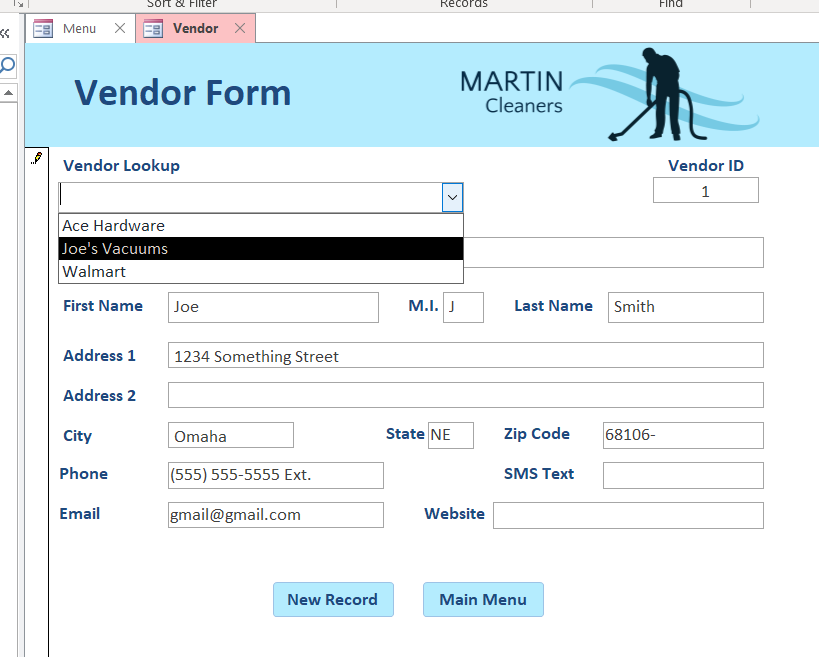 Sort & Filter Records Find
Menu Vendor
Vendor Form
MARTIN
Cleaners
Vendor Lookup Vendor ID
1
Ace Hardware
Joe's Vacuums
Walmart
First Name Joe M.I. J Last Name Smith
Address 1 1234 Something Street
Address 2
City Omaha State NE Zip Code 68106-
Phone (555) 555-5555 Ext. SMS Text
Email gmail@gmail.com Website
New Record Main Menu